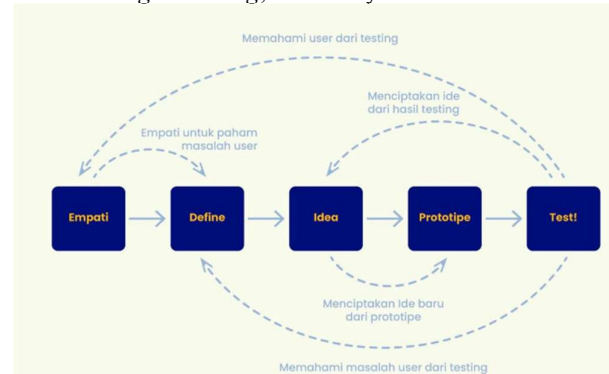 Memahami user dari testing
Menciptakan ide
dari hasil testing
Empati untuk paham
masalah user
Empati
Define
Idea
Prototipe
Test!
Menciptakan Ide baru
dari prototipe
Memahami masalah user dari testing